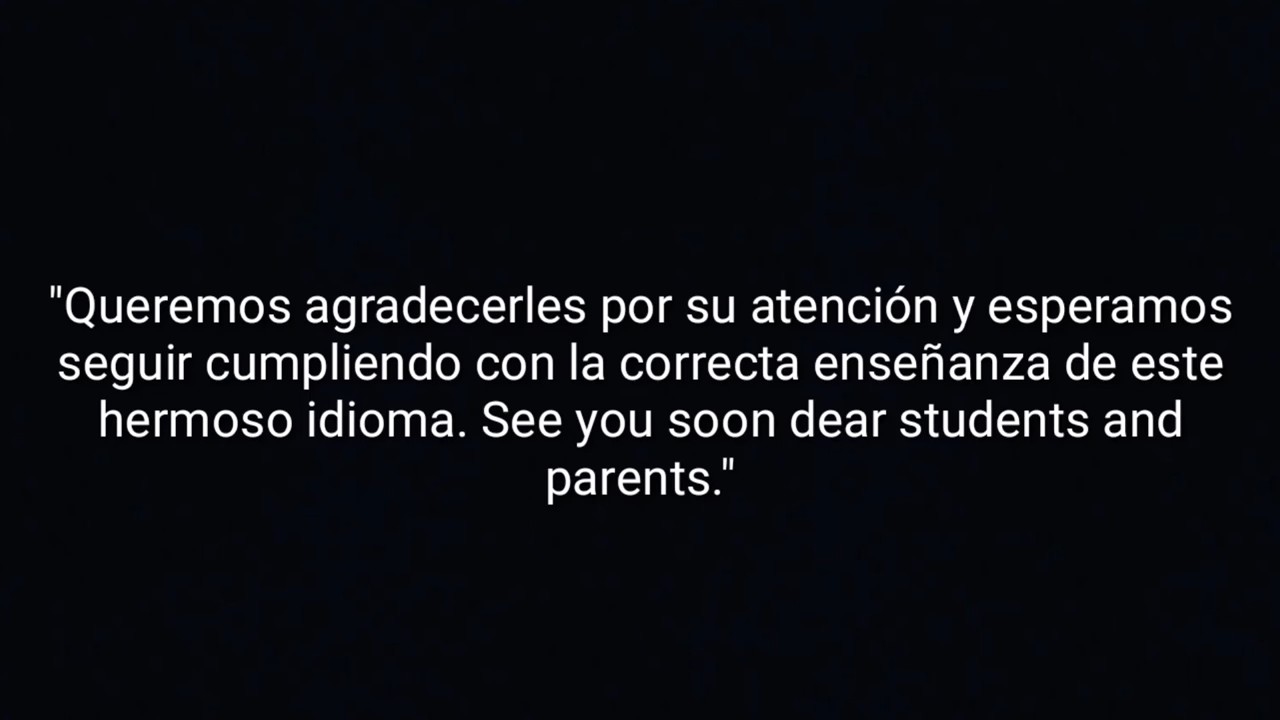 "Queremos agradecerles por su atención y esperamos
seguir cumpliendo con la correcta enseñanza de este
hermoso idioma. See you soon dear students and
parents."